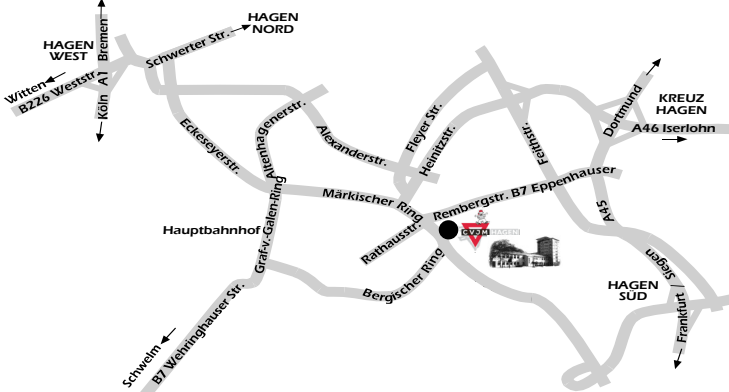 HAGEN
WEST
Bremen
A1
Köln
Witten
B226 Weststr.
Schwerter Str.
HAGEN
NORD
Eckeseyerstr.
Altenhagenerstr.
Alexanderstr.
Fleyer Str.
Heinitzstr.
Feithstr.
Dortmund
KREUZ
HAGEN
A46 Iserlohn
Märkischer Ring
Rembergstr. B7 Eppenhauser
A45
Hauptbahnhof
Graf-v.-Galen-Ring
Rathausstr.
CVJM HAGEN
Bergischer Ring
Siegen
HAGEN
SÜD
Frankfurt
B7 Wehringhauser Str.
Schwelm